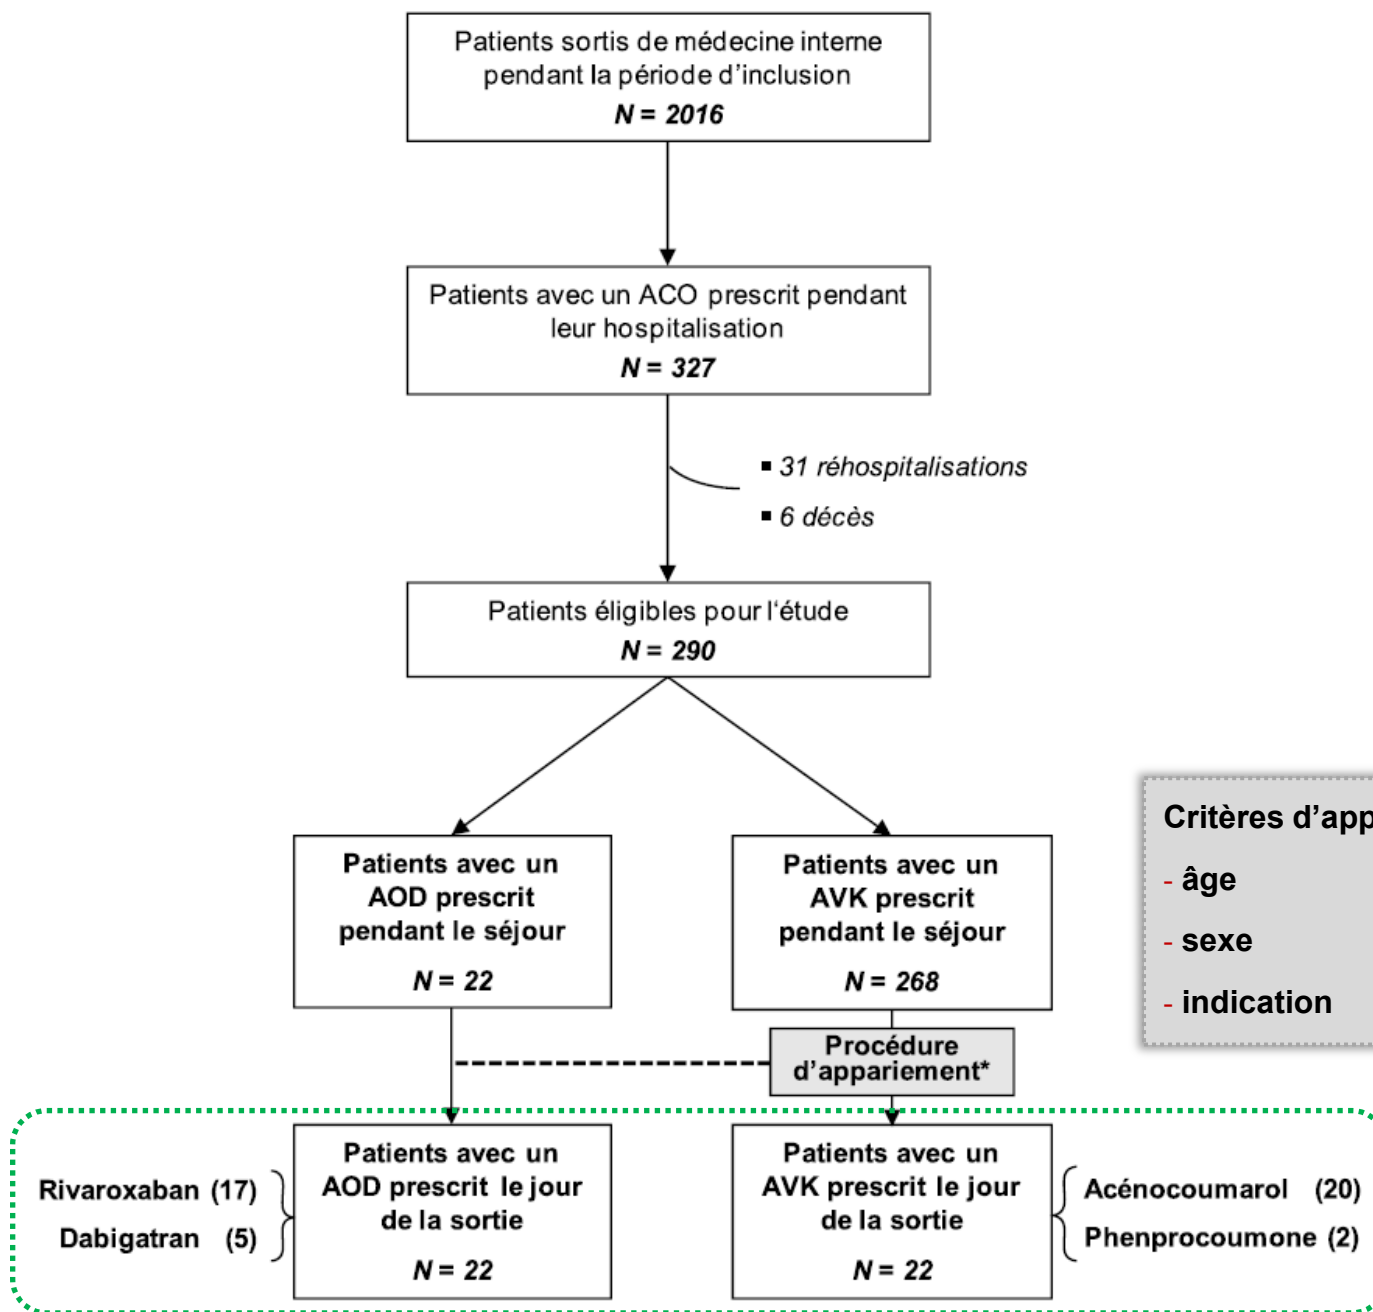 Patients sortis de médecine interne
pendant la période d'inclusion
N = 2016
Patients avec un ACO prescrit pendant
leur hospitalisation
N = 327
▪ 31 réhospitalisations
▪ 6 décès
Patients éligibles pour l'étude
N = 290
Patients avec un
AOD prescrit
pendant le séjour
N = 22
Patients avec un
AVK prescrit
pendant le séjour
N = 268
Critères d’app
- âge
- sexe
- indication
Procédure
d'appariement*
Rivaroxaban (17)
Dabigatran (5)
Patients avec un
AOD prescrit le jour
de la sortie
N = 22
Patients avec un
AVK prescrit le jour
de la sortie
N = 22
Acénocoumarol (20)
Phenprocoumone (2)